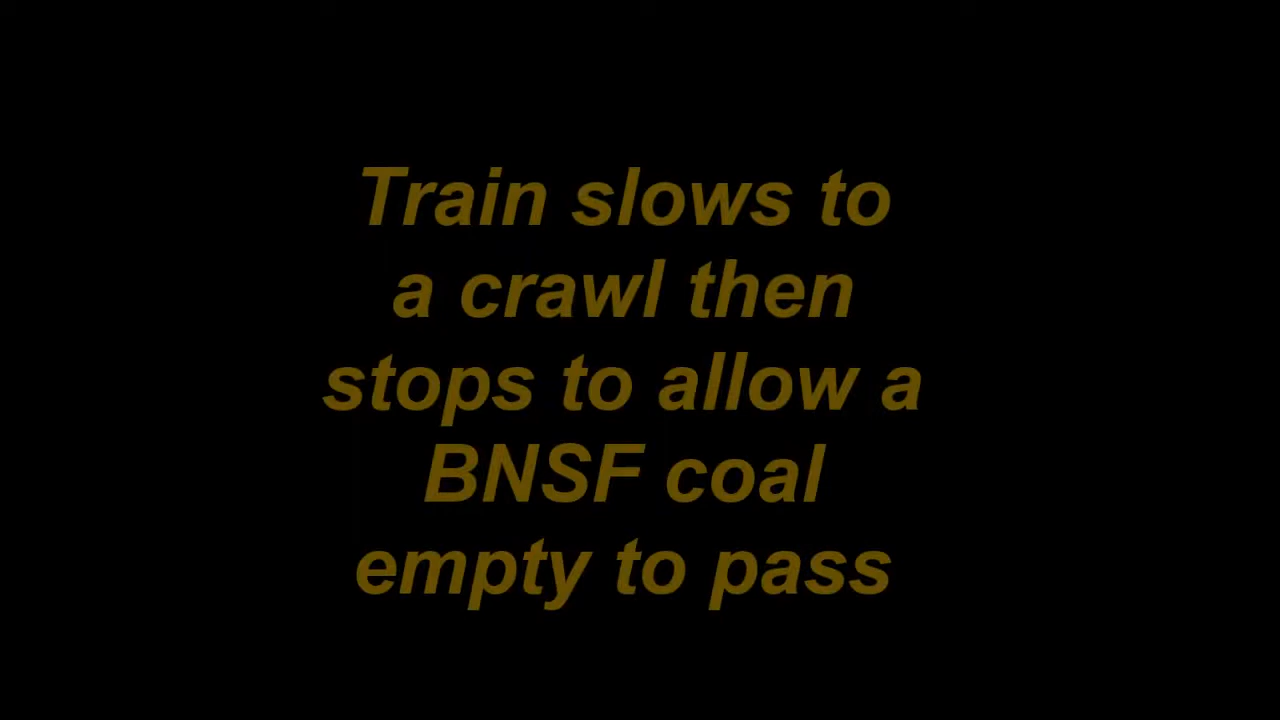 Train slows to
a crawl then
stops to allow a
BNSF coal
empty to pass